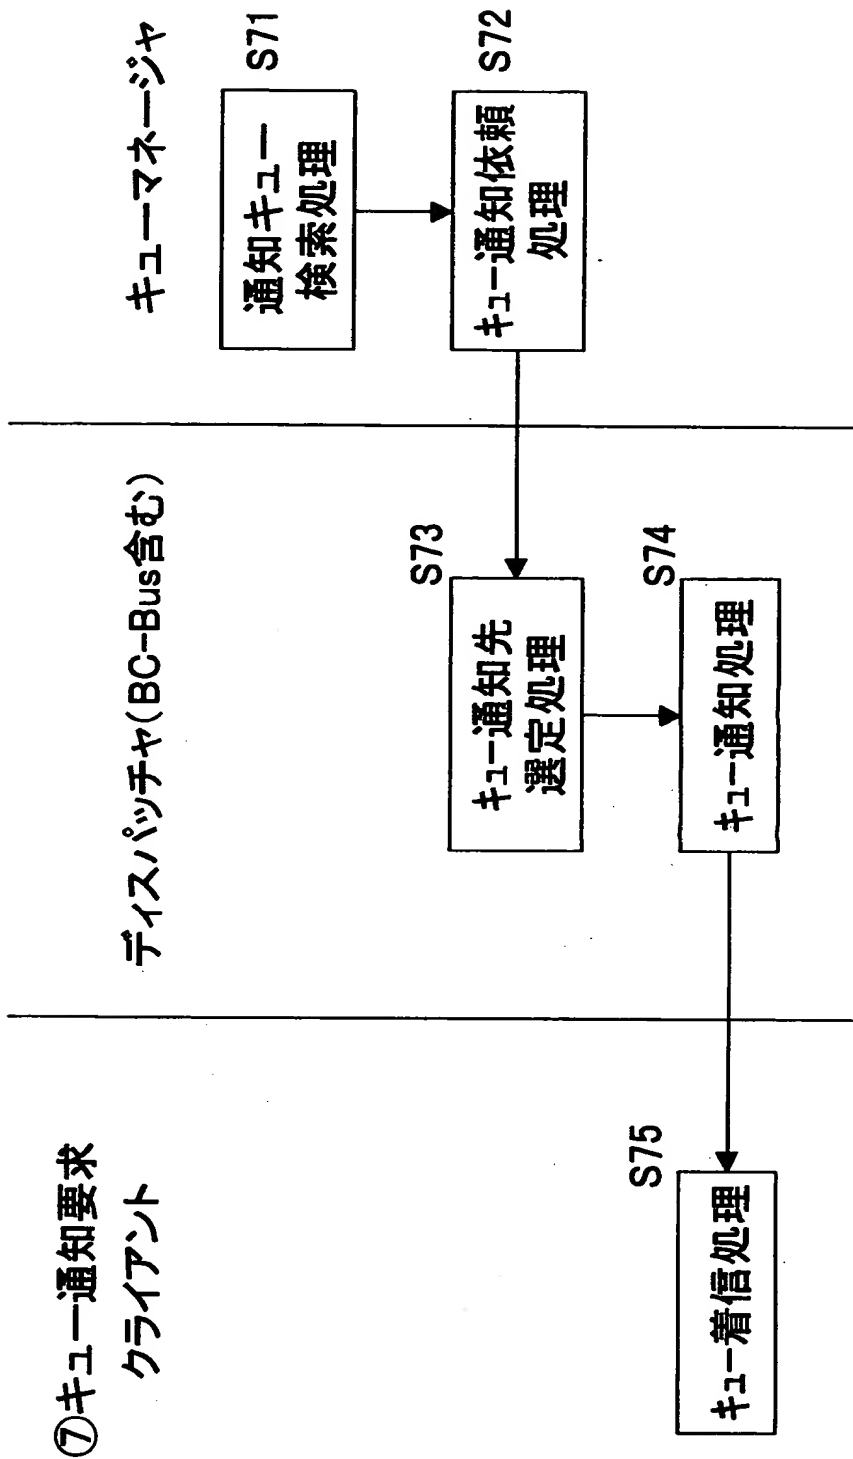 ⑦キュー通知要求
クライアント
ディスパッチャ(BC-Bus含む)
キューマネージャ
S71
通知キュー
検索処理
S72
キュー通知依頼
処理
S73
キュー通知先
選定処理
S74
キュー通知処理
S75
キュー着信処理